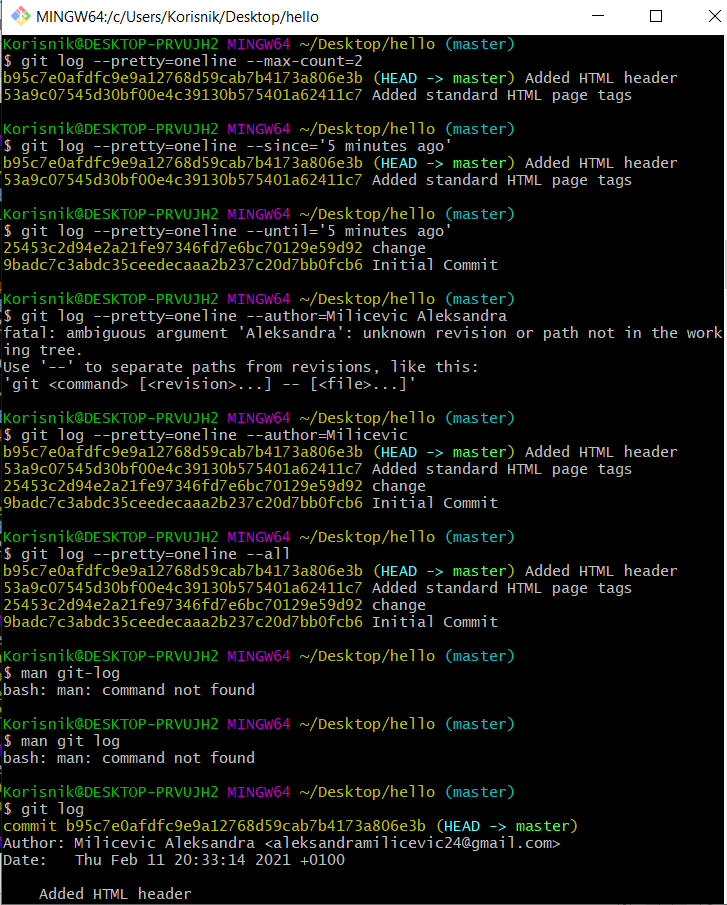 MINGW64:/c/Users/Korisnik/Desktop/hello
Korisnik@DESKTOP-PRVUJH2 MINGW64 ~/Desktop/hello (master)
$ git log --pretty=oneline --max-count=2
b95c7e0afdfc9e9a12768d59cab7b4173a806e3b (HEAD -> master) Added HTML header
53a9c07545d30bf00e4c39130b575401a62411c7 Added standard HTML page tags
Korisnik@DESKTOP-PRVUJH2 MINGW64 ~/Desktop/hello (master)
$ git log --pretty=oneline --since='5 minutes ago'
b95c7e0afdfc9e9a12768d59cab7b4173a806e3b (HEAD -> master) Added HTML header
53a9c07545d30bf00e4c39130b575401a62411c7 Added standard HTML page tags
Korisnik@DESKTOP-PRVUJH2 MINGW64 ~/Desktop/hello (master)
$ git log --pretty=oneline --until='5 minutes ago'
25453c2d94e2a21fe97346fd7e6bc70129e59d92 change
9badc7c3abdc35ceedecaaa2b237c20d7bb0fcb6 Initial Commit
Korisnik@DESKTOP-PRVUJH2 MINGW64 ~/Desktop/hello (master)
$ git log --pretty=oneline --author=Milicevic Aleksandra
fatal: ambiguous argument 'Aleksandra': unknown revision or path not in the work
ing tree.
Use '--' to separate paths from revisions, like this:
'git <command> [<revision>...] -- [<file>...]'
Korisnik@DESKTOP-PRVUJH2 MINGW64 ~/Desktop/hello (master)
$ git log --pretty=oneline --author=Milicevic
b95c7e0afdfc9e9a12768d59cab7b4173a806e3b (HEAD -> master) Added HTML header
53a9c07545d30bf00e4c39130b575401a62411c7 Added standard HTML page tags
25453c2d94e2a21fe97346fd7e6bc70129e59d92 change
9badc7c3abdc35ceedecaaa2b237c20d7bb0fcb6 Initial Commit
Korisnik@DESKTOP-PRVUJH2 MINGW64 ~/Desktop/hello (master)
$ git log --pretty=oneline --all
b95c7e0afdfc9e9a12768d59cab7b4173a806e3b (HEAD -> master) Added HTML header
53a9c07545d30bf00e4c39130b575401a62411c7 Added standard HTML page tags
25453c2d94e2a21fe97346fd7e6bc70129e59d92 change
9badc7c3abdc35ceedecaaa2b237c20d7bb0fcb6 Initial Commit
Korisnik@DESKTOP-PRVUJH2 MINGW64 ~/Desktop/hello (master)
$ man git-log
bash: man: command not found
Korisnik@DESKTOP-PRVUJH2 MINGW64 ~/Desktop/hello (master)
$ man git log
bash: man: command not found
Korisnik@DESKTOP-PRVUJH2 MINGW64 ~/Desktop/hello (master)
$ git log
commit b95c7e0afdfc9e9a12768d59cab7b4173a806e3b (HEAD -> master)
Author: Milicevic Aleksandra <aleksandramilicevic24@gmail.com>
Date:   Thu Feb 11 20:33:14 2021 +0100
    Added HTML header